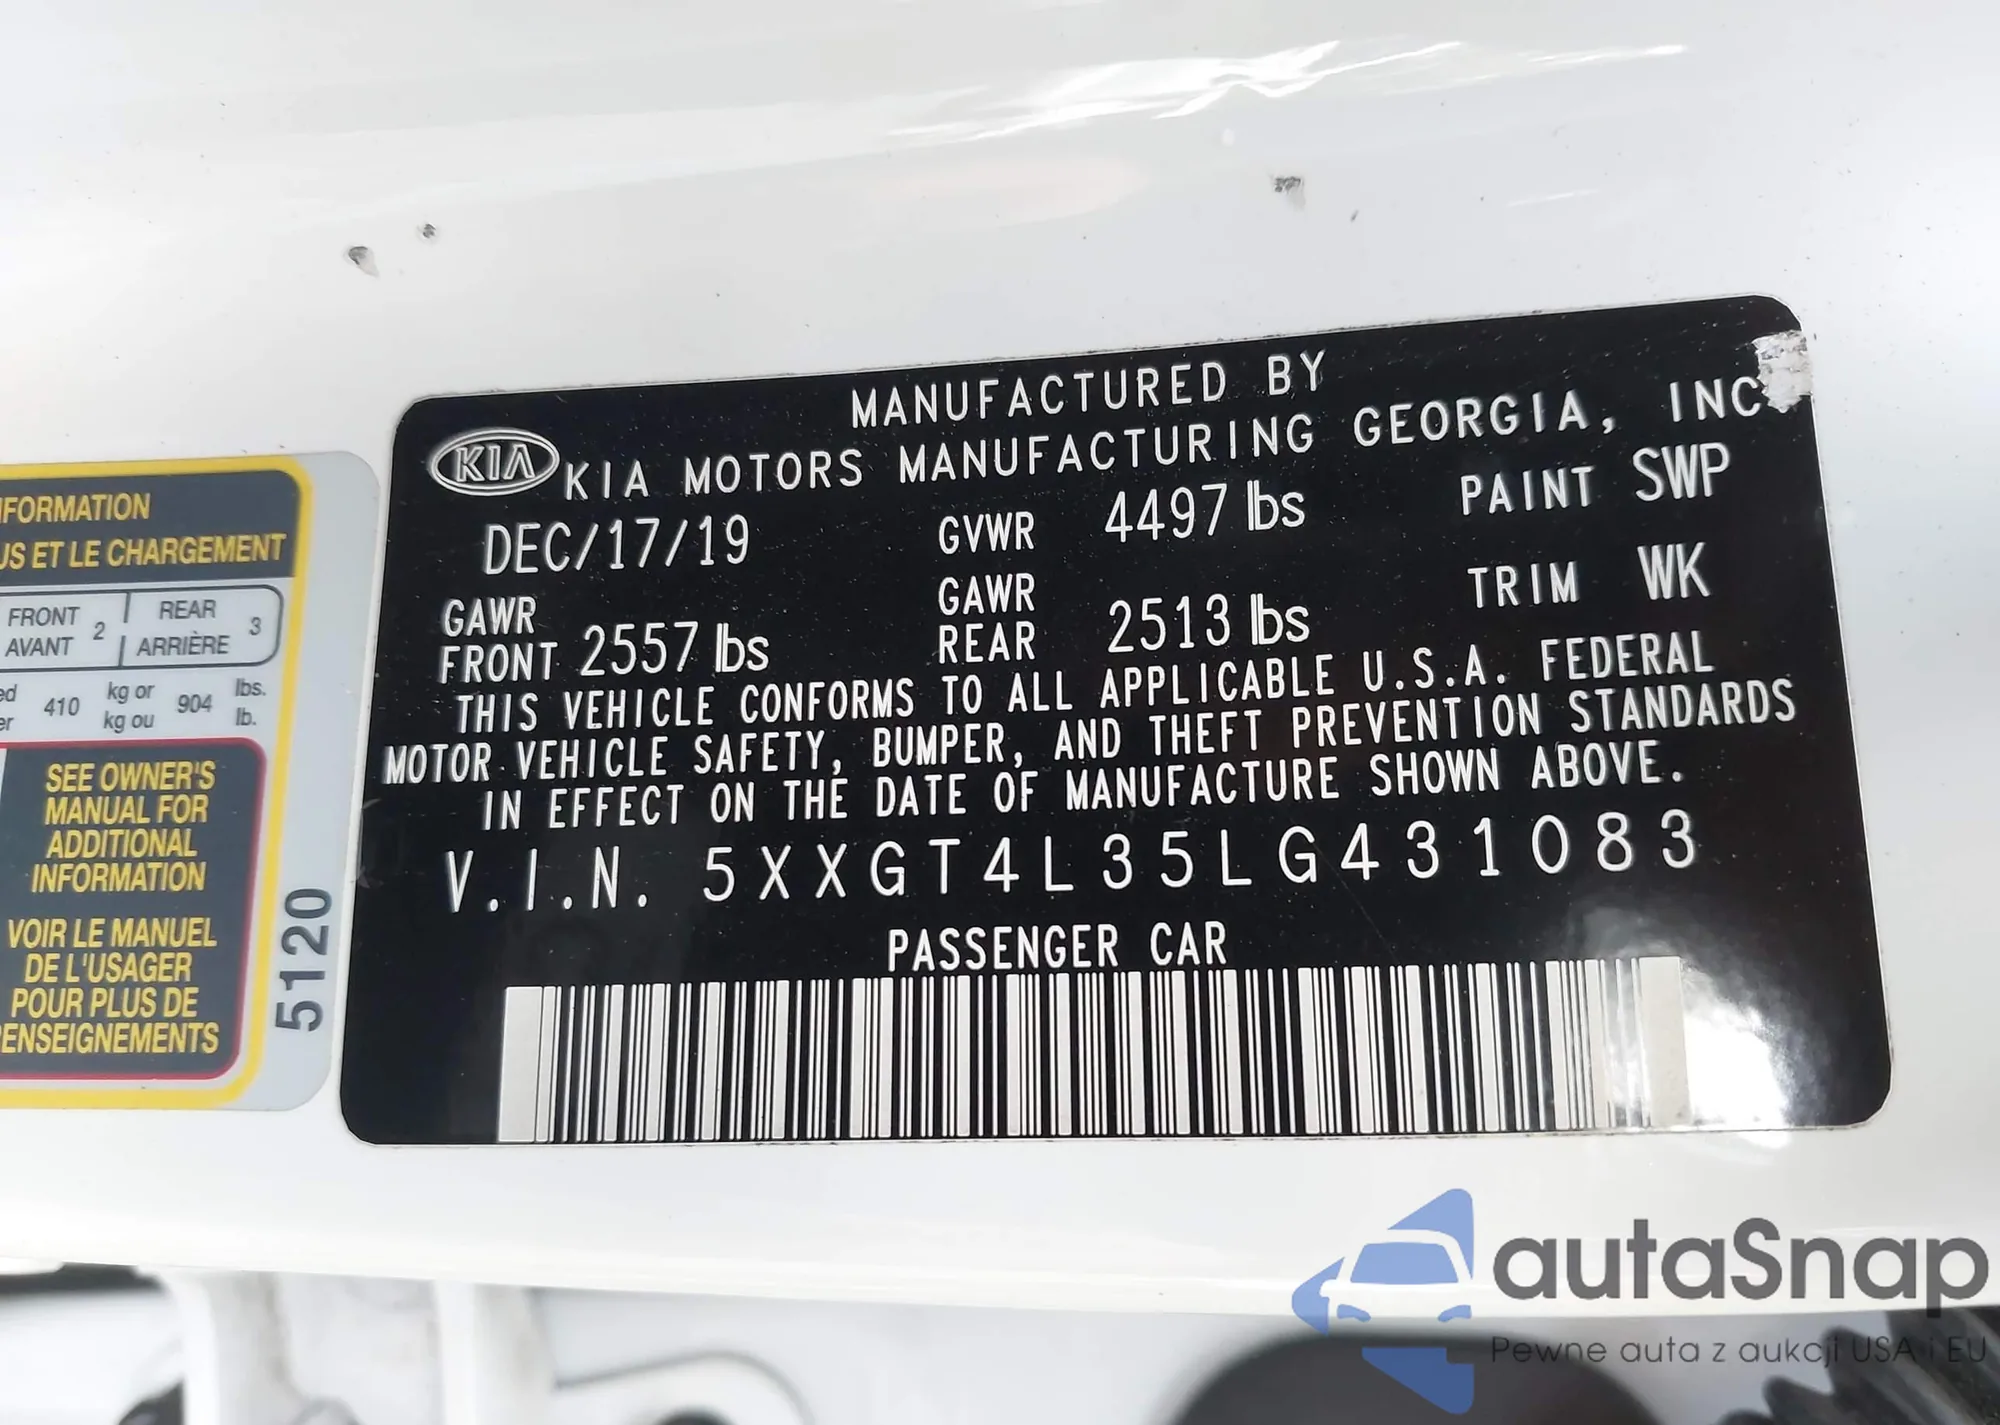 NFORMATION
US ET LE CHARGEMENT
FRONT 2 REAR 3
AVANT ARRIÈRE
410 kg or 904 lbs.
kg ou lb.
SEE OWNER'S
MANUAL FOR
ADDITIONAL
INFORMATION
VOIR LE MANUEL
DE L'USAGER
POUR PLUS DE
RENSEIGNEMENTS
5120
MANUFACTURED BY
KIA KIA MOTORS MANUFACTURING GEORGIA, INC
DEC/17/19 GVWR 4497 lbs PAINT SWP
GAWR FRONT 2557 lbs GAWR REAR 2513 lbs TRIM WK
THIS VEHICLE CONFORMS TO ALL APPLICABLE U.S.A. FEDERAL
MOTOR VEHICLE SAFETY, BUMPER, AND THEFT PREVENTION STANDARDS
IN EFFECT ON THE DATE OF MANUFACTURE SHOWN ABOVE.
V.I.N. 5XXGT4L35LG431083
PASSENGER CAR
autaSnap
Pewne auta z aukcji USA i EU